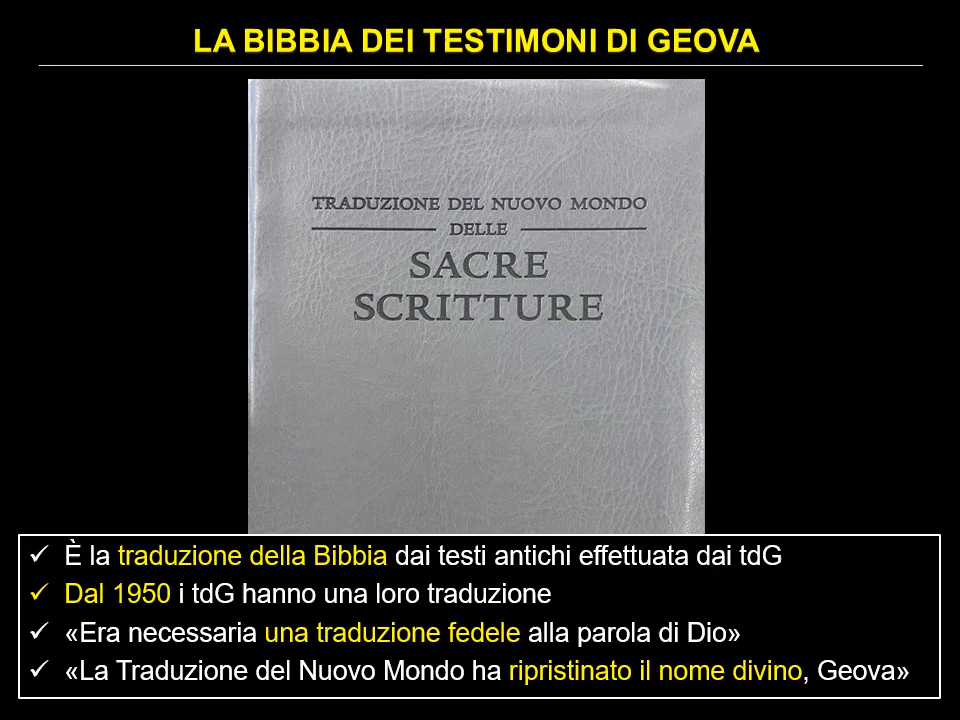 LA BIBBIA DEI TESTIMONI DI GEOVA
TRADUZIONE DEL NUOVO MONDO
DELLE
SACRE
SCRITTURE
✓ È la traduzione della Bibbia dai testi antichi effettuata dai tdG
✓ Dal 1950 i tdG hanno una loro traduzione
✓ «Era necessaria una traduzione fedele alla parola di Dio»
✓ «La Traduzione del Nuovo Mondo ha ripristinato il nome divino, Geova»